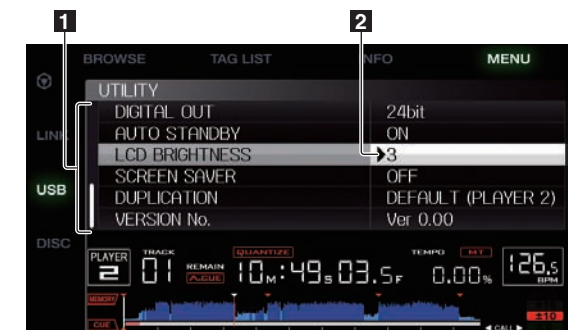 1 2
BROWSE TAG LIST INFO MENU
UTILITY
DIGITAL OUT 24bit
AUTO STANDBY ON
LINK
LCD BRIGHTNESS 3
SCREEN SAVER OFF
USB
DUPLICATION DEFAULT (PLAYER 2)
VERSION No. Ver 0.00
DISC
PLAYER 2 TRACK 01 REMAIN A.CUE QUANTIZE 10M:49s03.5F TEMPO MT 0.00% 126.5 BPM
MEMORY
CUE ±10
CALL